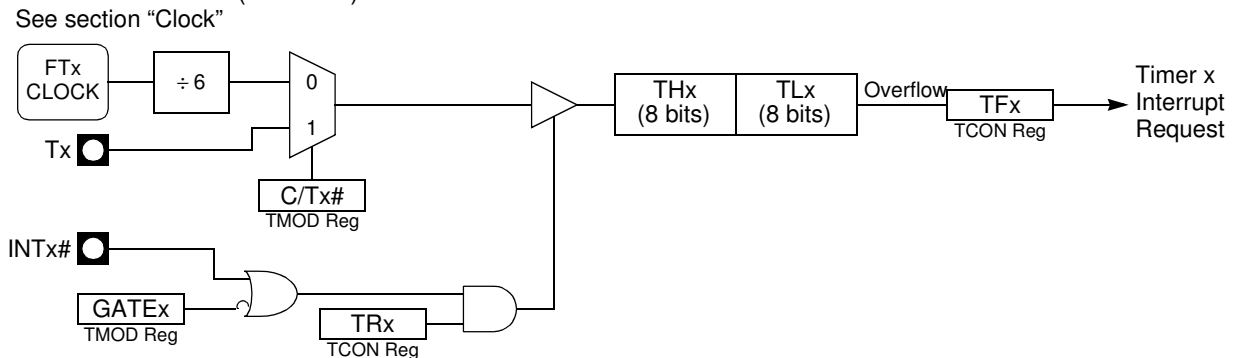 See section “Clock”
FTx
CLOCK
÷ 6
0
1
Tx
C/Tx#
TMOD Reg
THx
(8 bits)
TLx
(8 bits)
Overflow
TFx
TCON Reg
Timer x
Interrupt
Request
INTx#
GATEx
TMOD Reg
TRx
TCON Reg